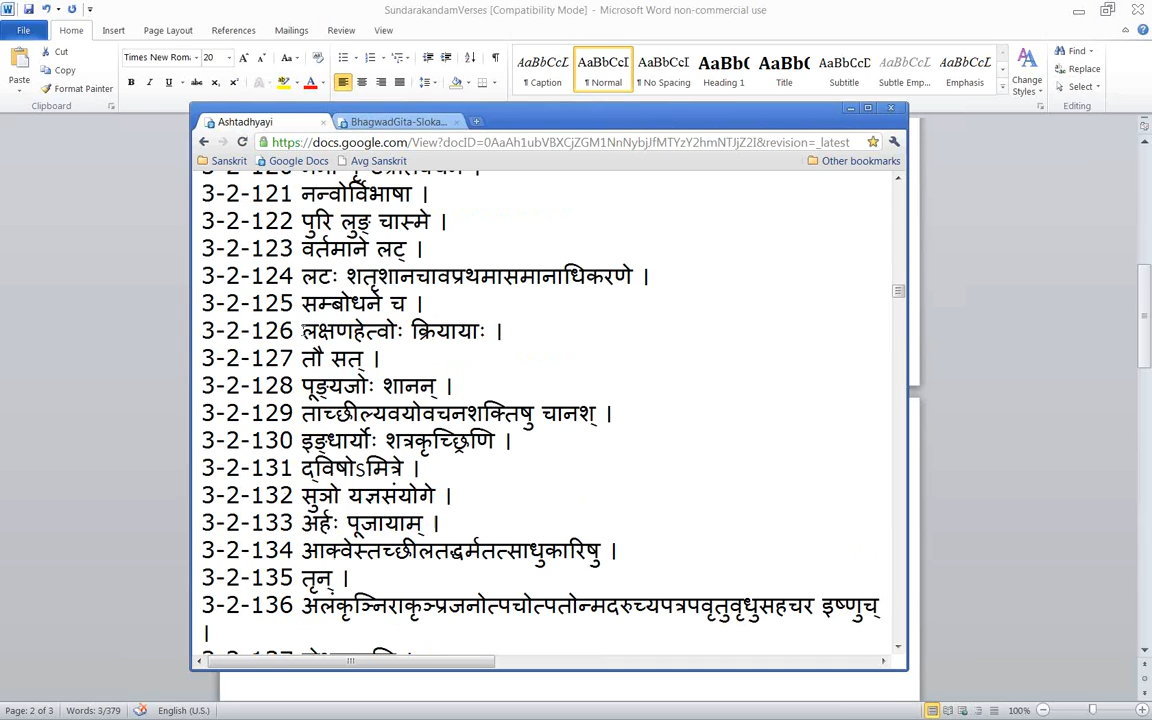 SundarakandamVerses [Compatibility Mode] - Microsoft Word non-commercial use
File Home Insert Page Layout References Mailings Review View
Cut
Copy
Format Painter
Paste
Clipboard
Times New Rom 20
Font
AaBbCcL AaBbCcI AaBbCcL AaBb( AaBb( AaBbCcI AaBbCcL AaBbCcL
¶ Caption ¶ Normal ¶ No Spacing Heading 1 Title Subtitle Subtle Emp... Emphasis
Change Styles
Find
Replace
Select
Editing
Ashtadhyayi BhagwadGita-Sloka...
https://docs.google.com/View?docID=0AaAh1ubVBXCjZGM1NnNybjJfMTYzY2hmNTJjZ2I&revision=_latest
Sanskrit Google Docs Avg Sanskrit Other bookmarks
3-2-121 नन्वोर्विभाषा |
3-2-122 पुरि लुङ् चास्मे |
3-2-123 वर्तमाने लट् |
3-2-124 लटः शतृशानचावप्रथमासमानाधिकरणे |
3-2-125 सम्बोधने च |
3-2-126 लक्षणहेत्वोः क्रियायाः |
3-2-127 तौ सत् |
3-2-128 पूङ्यजोः शानन् |
3-2-129 ताच्छील्यवयोवचनशक्तिषु चानश् |
3-2-130 इङ्धार्योः शत्रकृच्छ्रिणि |
3-2-131 द्विषोऽमित्रे |
3-2-132 सुञो यज्ञसंयोगे |
3-2-133 अर्हः पूजायाम् |
3-2-134 आक्वेस्तच्छीलतद्धर्मतत्साधुकारिषु |
3-2-135 तृन् |
3-2-136 अलंकृञ्निराकृञ्प्रजनोत्पचोत्पतोन्मदरुच्यपत्रपवृतुवृधुसहचर इष्णुच्
|
Page: 2 of 3 Words: 3/379 English (U.S.) 100%